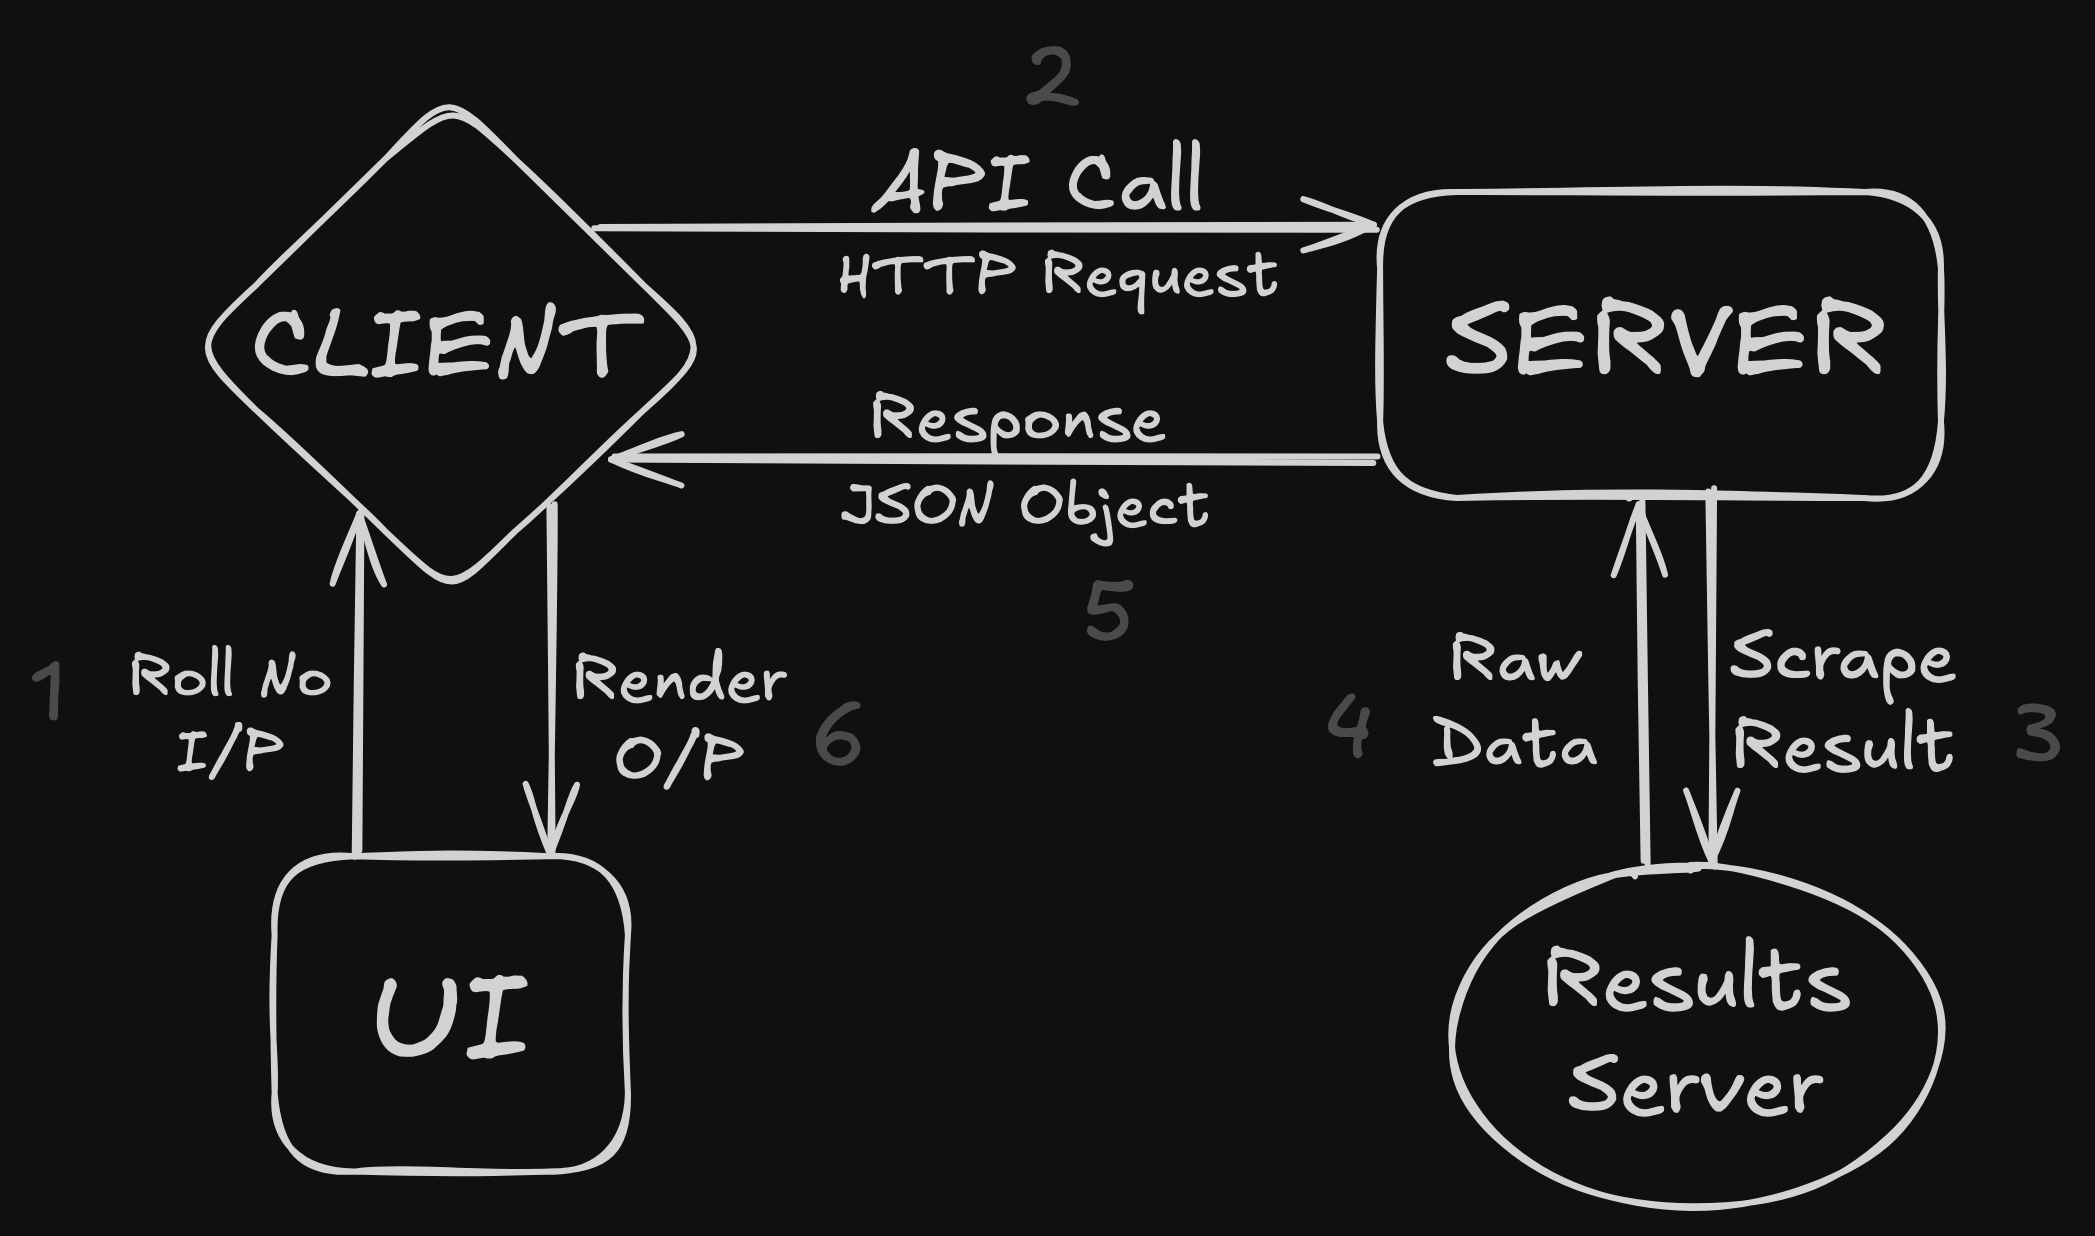 2
API Call
HTTP Request
CLIENT
SERVER
Response
JSON Object
5
1
Roll No
I/P
Render
O/P
6
4
Raw
Data
Scrape
Result
3
UI
Results
Server